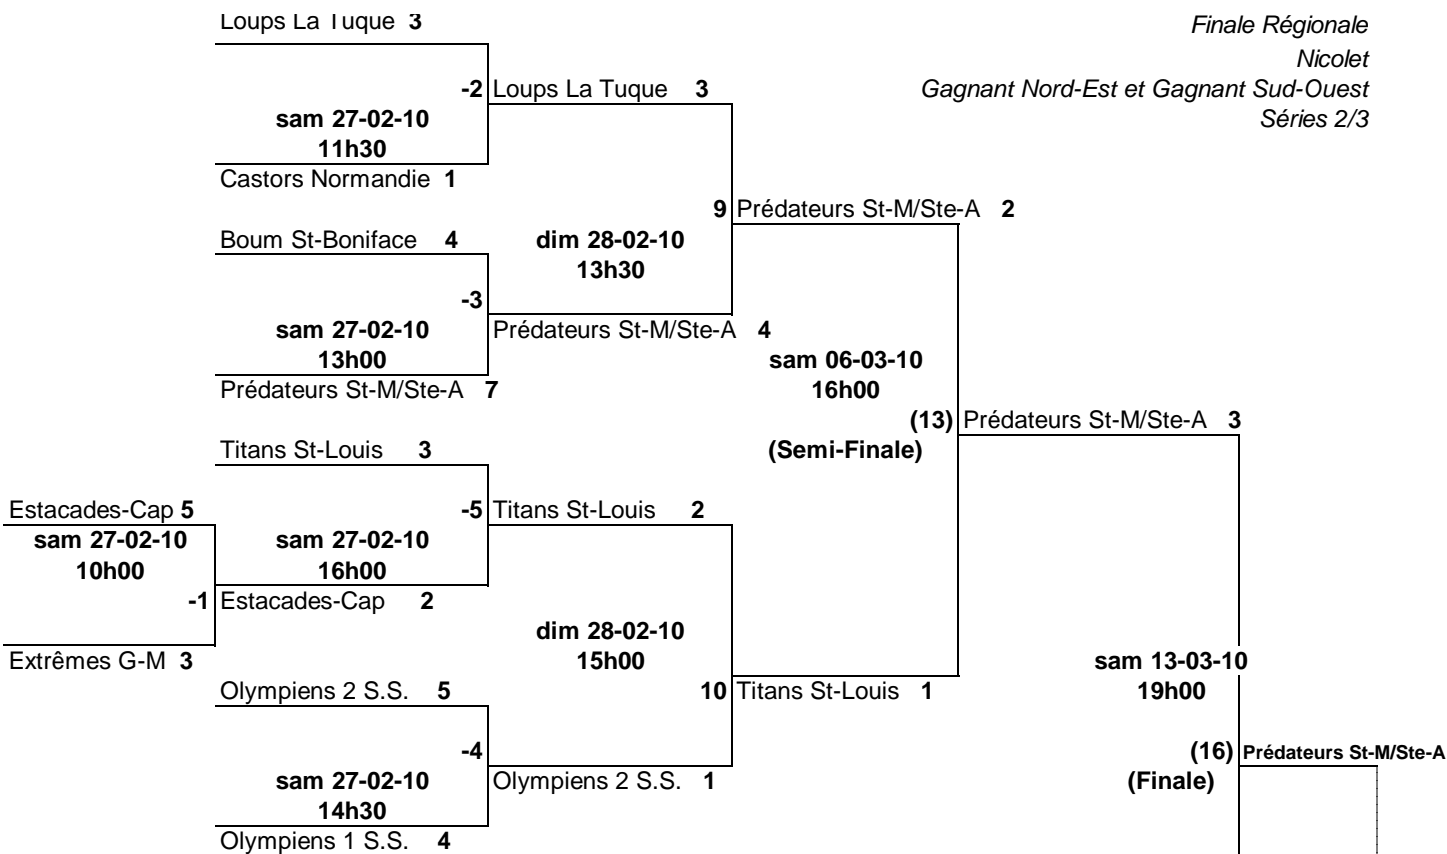 Loups La Tuque 3
Finale Régionale
Nicolet
-2 Loups La Tuque 3
Gagnant Nord-Est et Gagnant Sud-Ouest
sam 27-02-10
Séries 2/3
11h30
Castors Normandie 1
9 Prédateurs St-M/Ste-A 2
Boum St-Boniface 4
dim 28-02-10
13h30
-3
sam 27-02-10
Prédateurs St-M/Ste-A 4
13h00
sam 06-03-10
Prédateurs St-M/Ste-A 7
16h00
(13) Prédateurs St-M/Ste-A 3
Titans St-Louis 3
(Semi-Finale)
Estacades-Cap 5
-5 Titans St-Louis 2
sam 27-02-10
sam 27-02-10
10h00
16h00
-1 Estacades-Cap 2
dim 28-02-10
Extrêmes G-M 3
15h00
sam 13-03-10
Olympiens 2 S.S. 5
10 Titans St-Louis 1
19h00
-4
(16) Prédateurs St-M/Ste-A
sam 27-02-10
Olympiens 2 S.S. 1
(Finale)
14h30
Olympiens 1 S.S. 4